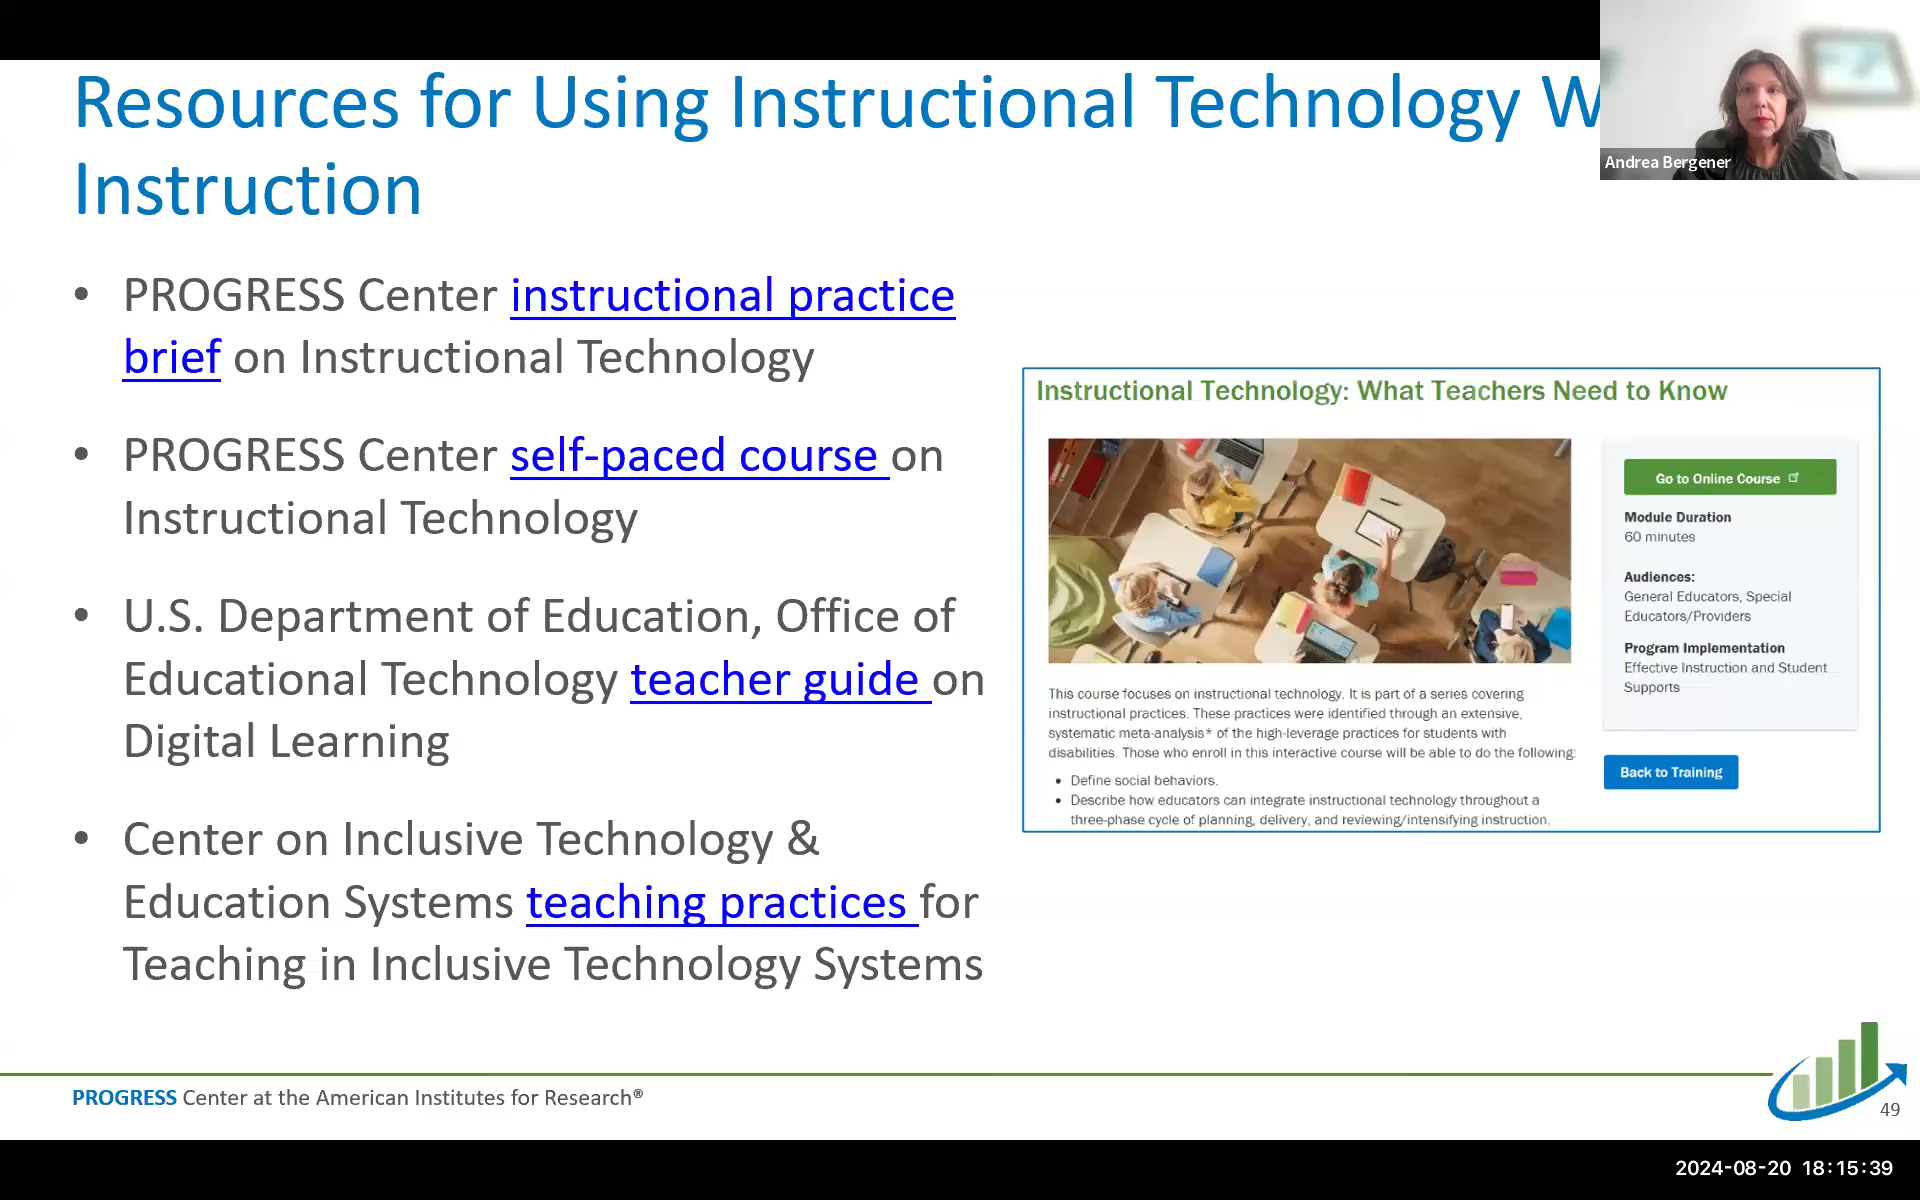 Resources for Using Instructional Technology W
Instruction
Andrea Bergener
• PROGRESS Center instructional practice
brief on Instructional Technology
• PROGRESS Center self-paced course on
Instructional Technology
• U.S. Department of Education, Office of
Educational Technology teacher guide on
Digital Learning
• Center on Inclusive Technology &
Education Systems teaching practices for
Teaching in Inclusive Technology Systems
Instructional Technology: What Teachers Need to Know
This course focuses on instructional technology. It is part of a series covering
instructional practices. These practices were identified through an extensive,
systematic meta-analysis* of the high-leverage practices for students with
disabilities. Those who enroll in this interactive course will be able to do the following:
• Define social behaviors.
• Describe how educators can integrate instructional technology throughout a
three-phase cycle of planning, delivery, and reviewing/intensifying instruction.
Go to Online Course
Module Duration
60 minutes
Audiences:
General Educators, Special
Educators/Providers
Program Implementation
Effective Instruction and Student
Supports
Back to Training
PROGRESS Center at the American Institutes for Research®
49
2024-08-20 18:15:39